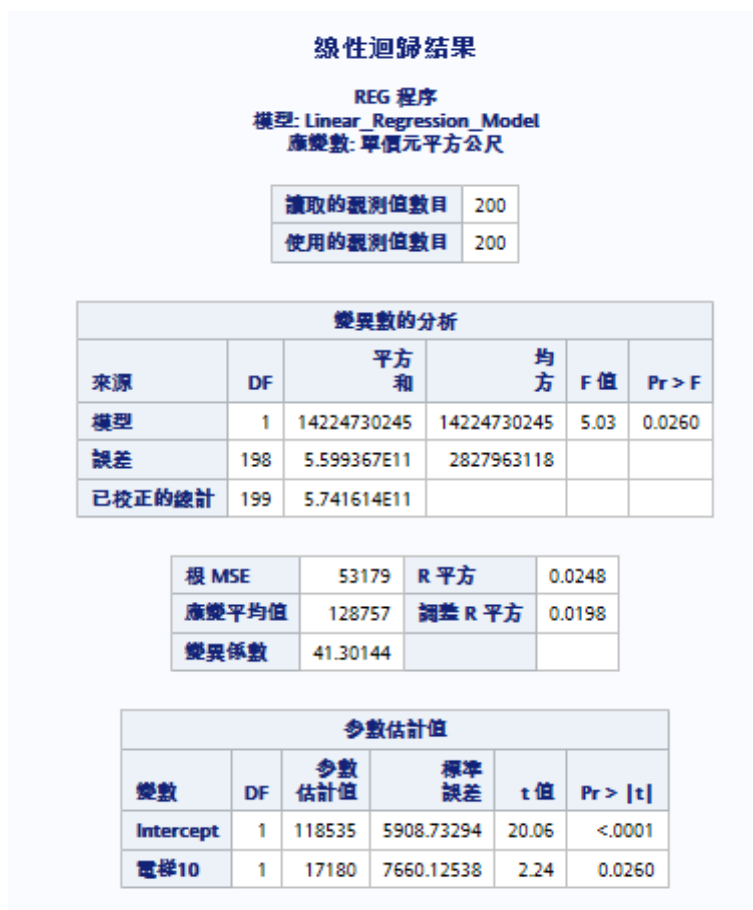 線性迴歸結果
REG 程序
模型: Linear_Regression_Model
應變數: 單價元平方公尺
讀取的觀測值數目 200
使用的觀測值數目 200
變異數的分析
來源 DF 平方和 均方 F 值 Pr > F
模型 1 14224730245 14224730245 5.03 0.0260
誤差 198 5.599367E11 2827963118
已校正的總計 199 5.741614E11
根 MSE 53179 R 平方 0.0248
應變平均值 128757 調整 R 平方 0.0198
變異係數 41.30144
參數估計值
變數 DF 參數估計值 標準誤差 t 值 Pr > |t|
Intercept 1 118535 5908.73294 20.06 <.0001
電梯10 1 17180 7660.12538 2.24 0.0260